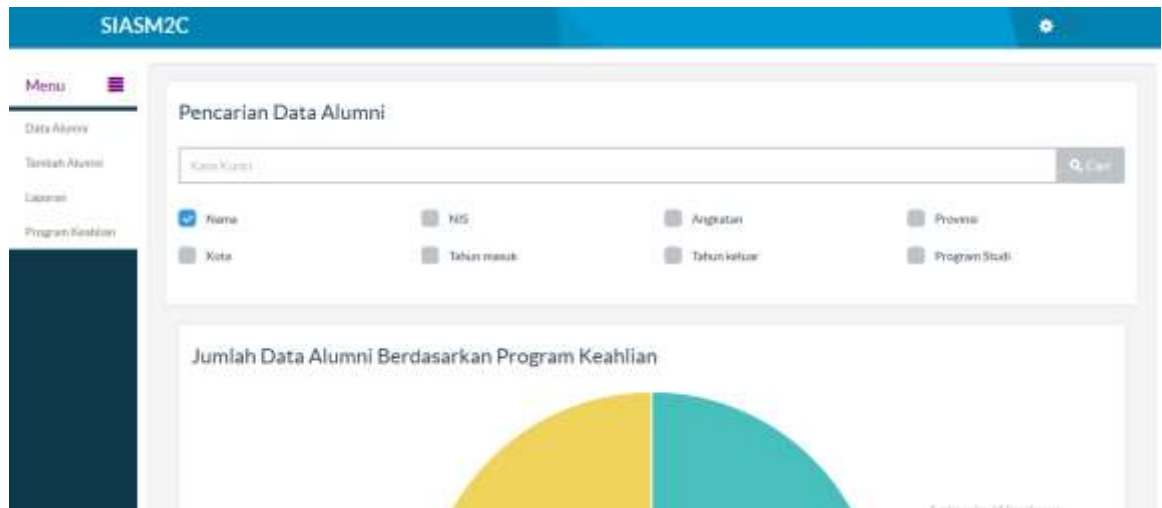 SIASM2C
Menu
Data Alumni
Tambah Alumni
Laporan
Program Keahlian
Pencarian Data Alumni
Kata Kunci
Cari
Nama NIS Angkatan Provinsi
Kota Tahun masuk Tahun keluar Program Studi
Jumlah Data Alumni Berdasarkan Program Keahlian